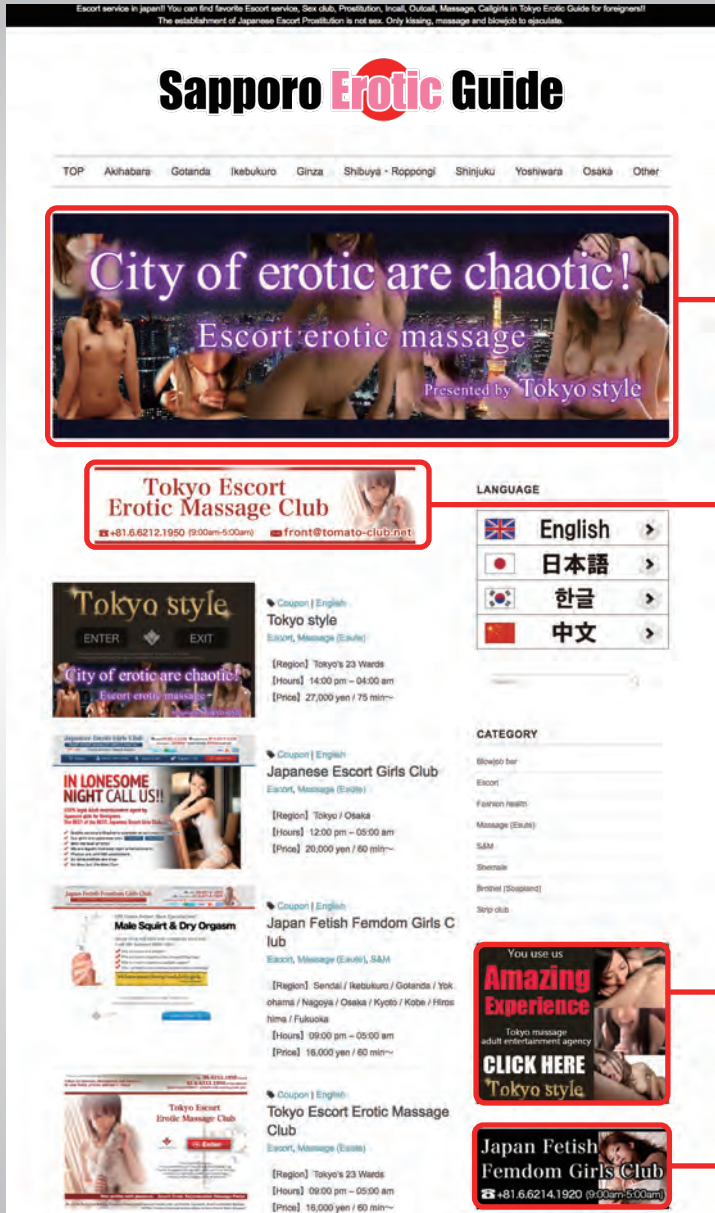 Escort service in japan!! You can find favorite Escort service, Sex club, Prostitution, Incall, Outcall, Massage, Callgirls in Tokyo Erotic Guide for foreigners!!
The establishment of Japanese Escort Prostitution is not sex. Only kissing, massage and blowjob to ejaculate.
Sapporo Erotic Guide
TOP Akihabara Gotanda Ikebukuro Ginza Shibuya・Roppongi Shinjuku Yoshiwara Osaka Other
City of erotic are chaotic!
Escort erotic massage
Presented by Tokyo style
Tokyo Escort
Erotic Massage Club
+81.6.6212.1950 (9:00am-5:00am) front@tomato-club.net
LANGUAGE
English
日本語
한글
中文
Tokyo style
ENTER EXIT
City of erotic are chaotic!
Escort erotic massage
Coupon | English
Tokyo style
Escort, Massage (Esute)
【Region】Tokyo's 23 Wards
【Hours】14:00 pm – 04:00 am
【Price】27,000 yen / 75 min〜
Japanese Escort Girls Club
IN LONESOME
NIGHT CALL US!!
Coupon | English
Japanese Escort Girls Club
Escort, Massage (Esute)
【Region】Tokyo / Osaka
【Hours】12:00 pm – 05:00 am
【Price】20,000 yen / 60 min〜
Japan Fetish Femdom Girls Club
Male Squirt & Dry Orgasm
Coupon | English
Japan Fetish Femdom Girls C
lub
Escort, Massage (Esute), S&M
【Region】Sendai / Ikebukuro / Gotanda / Yok
ohama / Nagoya / Osaka / Kyoto / Kobe / Hiros
hima / Fukuoka
【Hours】09:00 pm – 05:00 am
【Price】16,000 yen / 60 min〜
Tokyo Escort
Erotic Massage Club
Enter
Coupon | English
Tokyo Escort Erotic Massage
Club
Escort, Massage (Esute)
【Region】Tokyo's 23 Wards
【Hours】09:00 pm – 05:00 am
【Price】16,000 yen / 60 min〜
CATEGORY
Blowjob bar
Escort
Fashion health
Massage (Esute)
S&M
Shemale
Brothel (Soapland)
Strip club
You use us
Amazing
Experience
Tokyo massage
adult entertainment agency
CLICK HERE
Tokyo style
Japan Fetish
Femdom Girls Club
+81.6.6214.1920 (9:00am-5:00am)